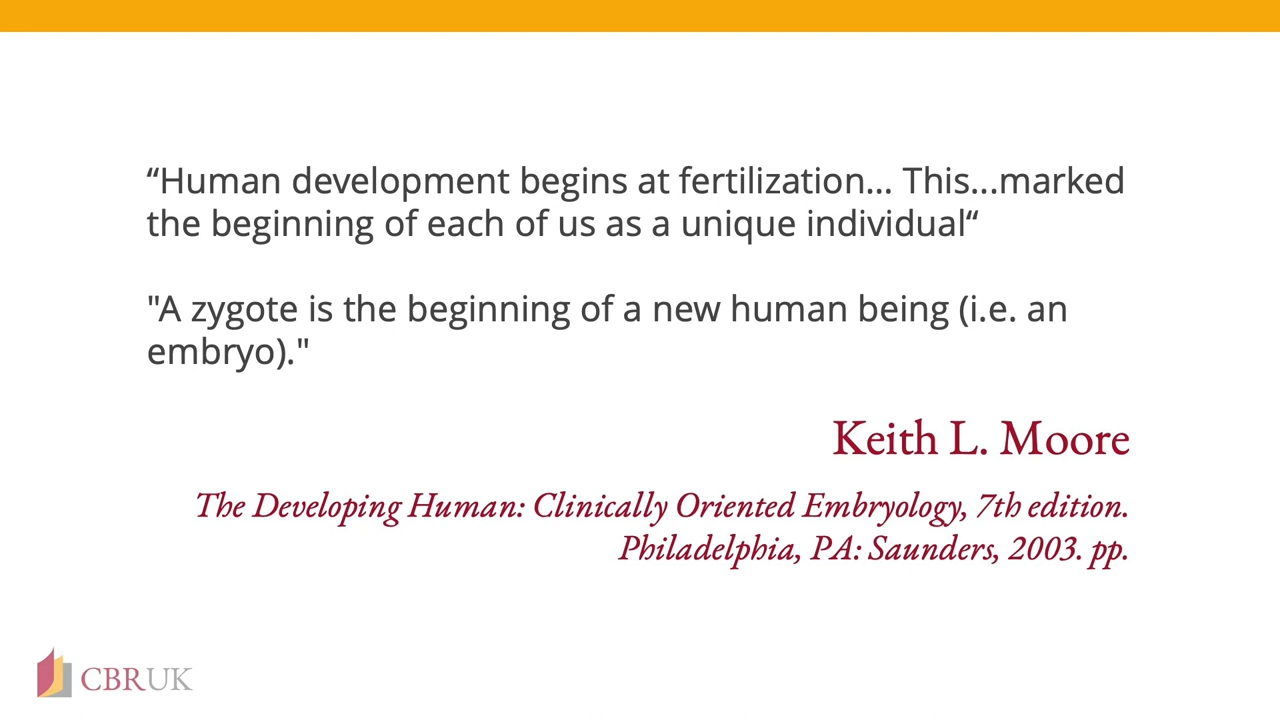 “Human development begins at fertilization... This...marked
the beginning of each of us as a unique individual“
"A zygote is the beginning of a new human being (i.e. an
embryo)."
Keith L. Moore
The Developing Human: Clinically Oriented Embryology, 7th edition.
Philadelphia, PA: Saunders, 2003. pp.
CBRUK